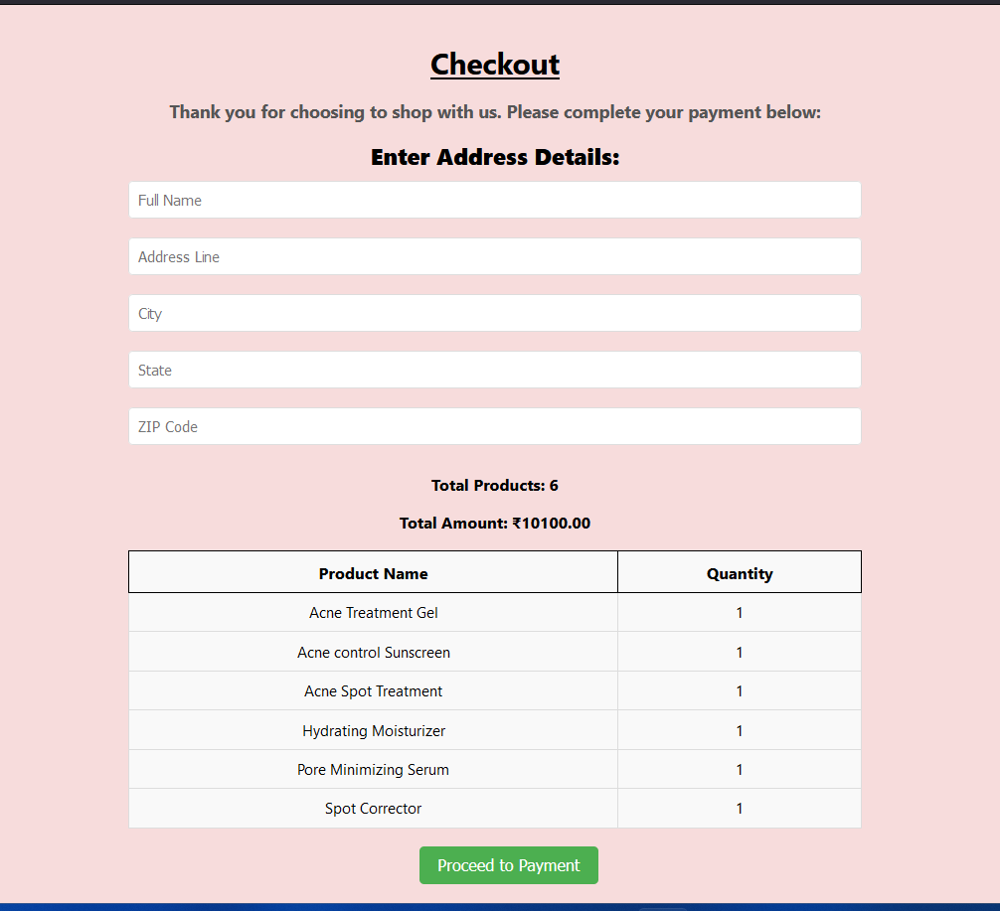 Checkout
Thank you for choosing to shop with us. Please complete your payment below:
Enter Address Details:
Full Name
Address Line
City
State
ZIP Code
Total Products: 6
Total Amount: ₹10100.00
Product Name Quantity
Acne Treatment Gel 1
Acne control Sunscreen 1
Acne Spot Treatment 1
Hydrating Moisturizer 1
Pore Minimizing Serum 1
Spot Corrector 1
Proceed to Payment